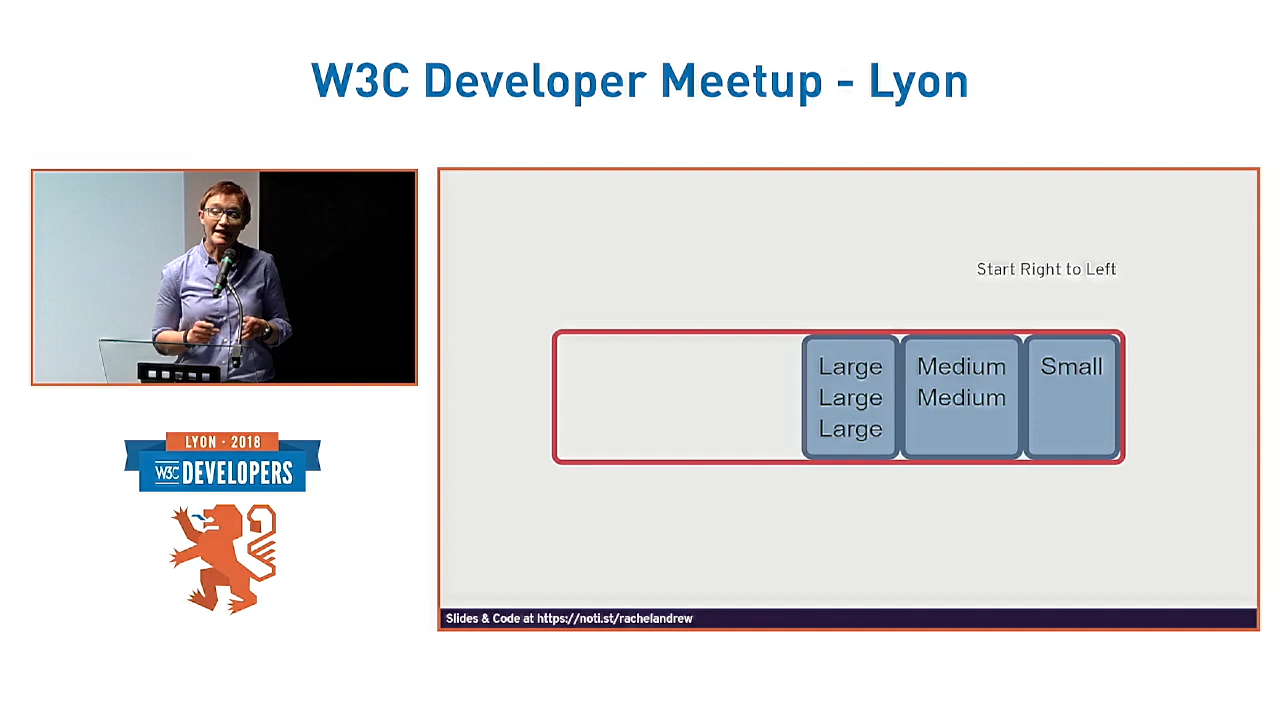 W3C Developer Meetup - Lyon
LYON · 2018
W3C DEVELOPERS
Start Right to Left
Large
Large
Large
Medium
Medium
Small
Slides & Code at https://noti.st/rachelandrew